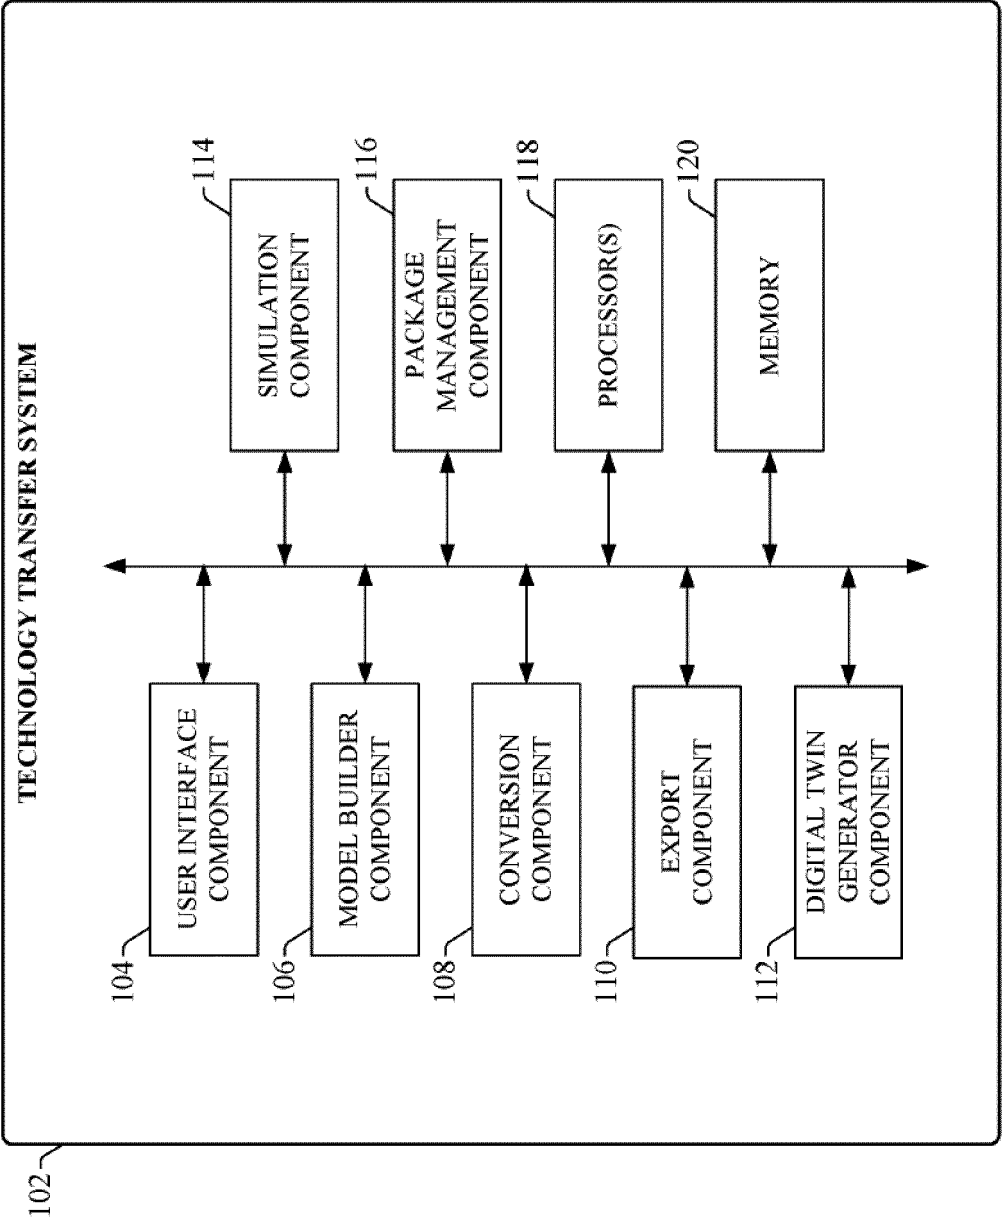 TECHNOLOGY TRANSFER SYSTEM
102
104
USER INTERFACE
COMPONENT
106
MODEL BUILDER
COMPONENT
108
CONVERSION
COMPONENT
110
EXPORT
COMPONENT
112
DIGITAL TWIN
GENERATOR
COMPONENT
114
SIMULATION
COMPONENT
116
PACKAGE
MANAGEMENT
COMPONENT
118
PROCESSOR(S)
120
MEMORY